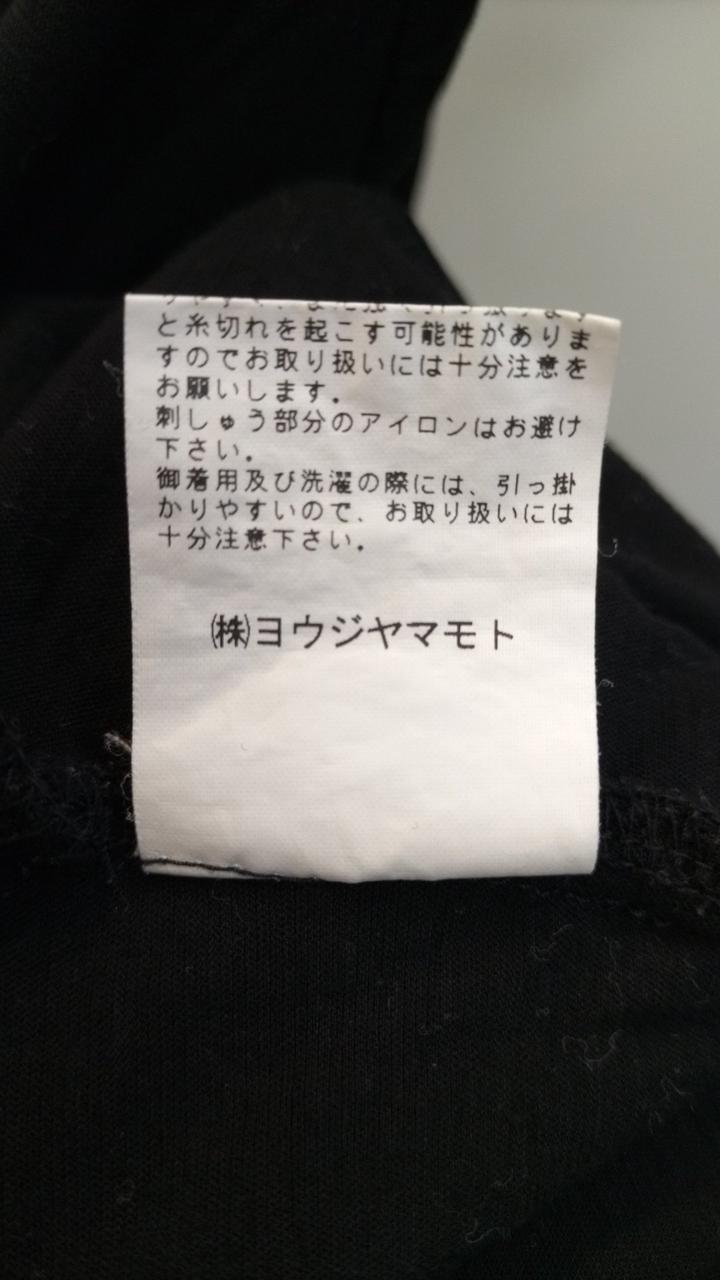 と糸切れを起こす可能性がありま
すのでお取り扱いには十分注意を
お願いします。
刺しゅう部分のアイロンはお避け
下さい。
御着用及び洗濯の際には、引っ掛
かりやすいので、お取り扱いには
十分注意下さい。
㈱ヨウジヤマモト